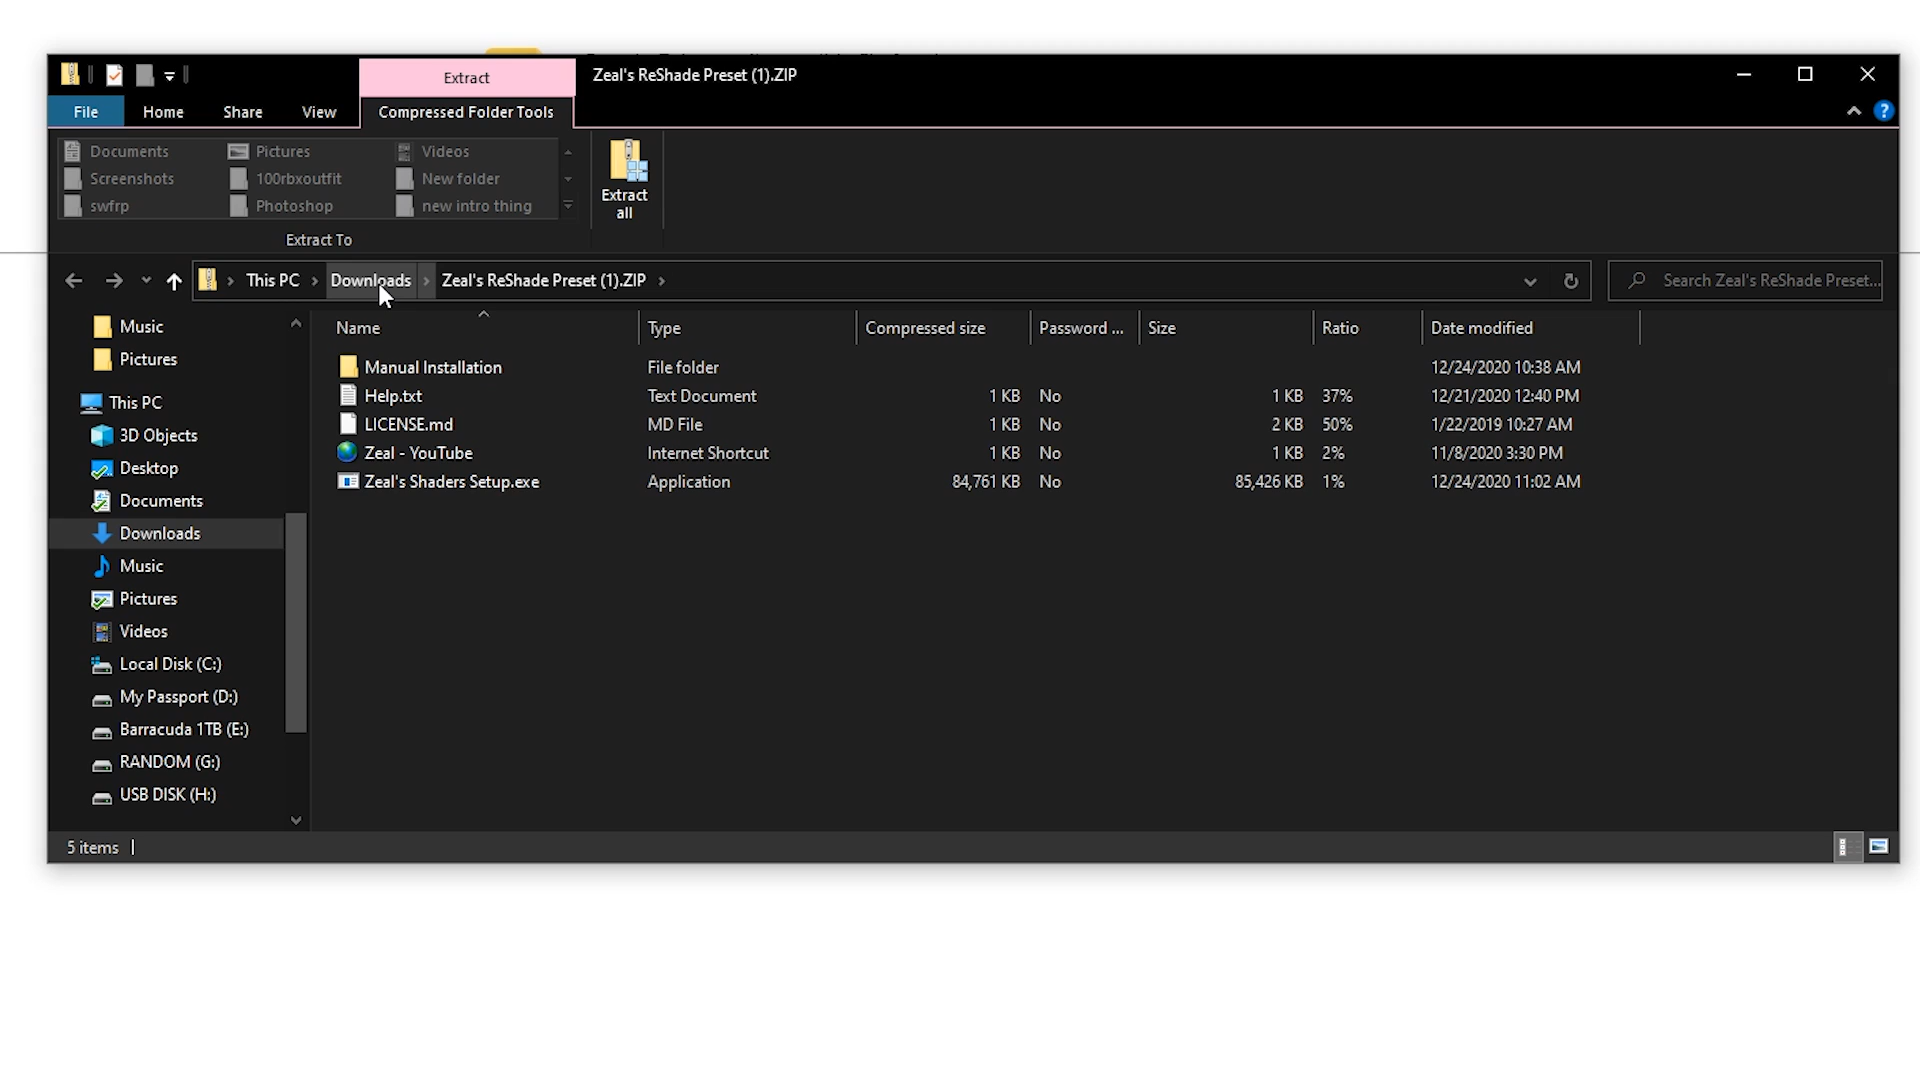 Extract
Zeal's ReShade Preset (1).ZIP
File Home Share View Compressed Folder Tools
Documents Pictures Videos
Screenshots 100rbxoutfit New folder
swfrp Photoshop new intro thing
Extract
all
Extract To
This PC Downloads Zeal's ReShade Preset (1).ZIP
Search Zeal's ReShade Preset...
Music
Pictures
This PC
3D Objects
Desktop
Documents
Downloads
Music
Pictures
Videos
Local Disk (C:)
My Passport (D:)
Barracuda 1TB (E:)
RANDOM (G:)
USB DISK (H:)
Name Type Compressed size Password ... Size Ratio Date modified
Manual Installation File folder 12/24/2020 10:38 AM
Help.txt Text Document 1 KB No 1 KB 37% 12/21/2020 12:40 PM
LICENSE.md MD File 1 KB No 2 KB 50% 1/22/2019 10:27 AM
Zeal - YouTube Internet Shortcut 1 KB No 1 KB 2% 11/8/2020 3:30 PM
Zeal's Shaders Setup.exe Application 84,761 KB No 85,426 KB 1% 12/24/2020 11:02 AM
5 items